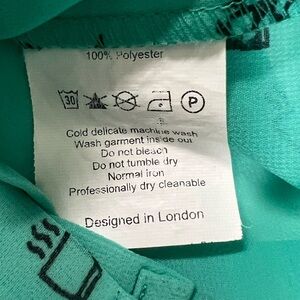 100% Polyester
30 P
Cold delicate machine wash
Wash garment inside out
Do not bleach
Do not tumble dry
Normal iron
Professionally dry cleanable
Designed in London